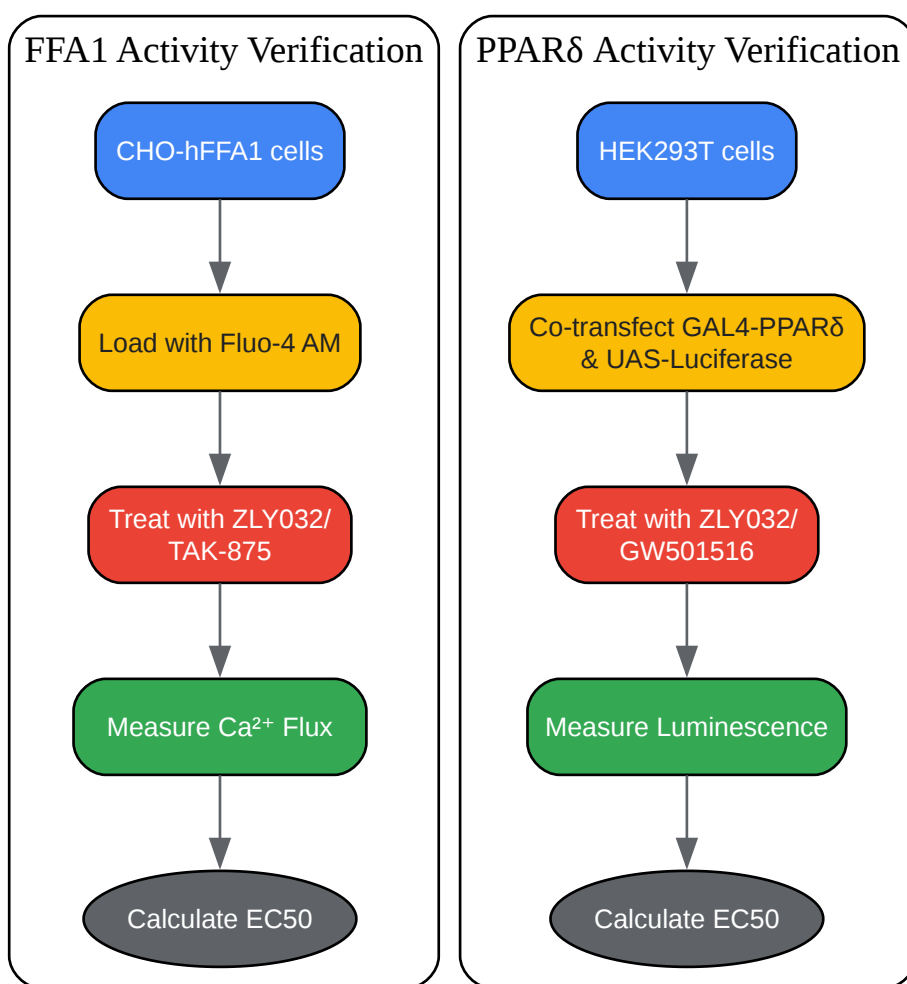 FFA1 Activity Verification
CHO-hFFA1 cells
Load with Fluo-4 AM
Treat with ZLY032/
TAK-875
Measure Ca²⁺ Flux
Calculate EC50
PPARδ Activity Verification
HEK293T cells
Co-transfect GAL4-PPARδ
& UAS-Luciferase
Treat with ZLY032/
GW501516
Measure Luminescence
Calculate EC50